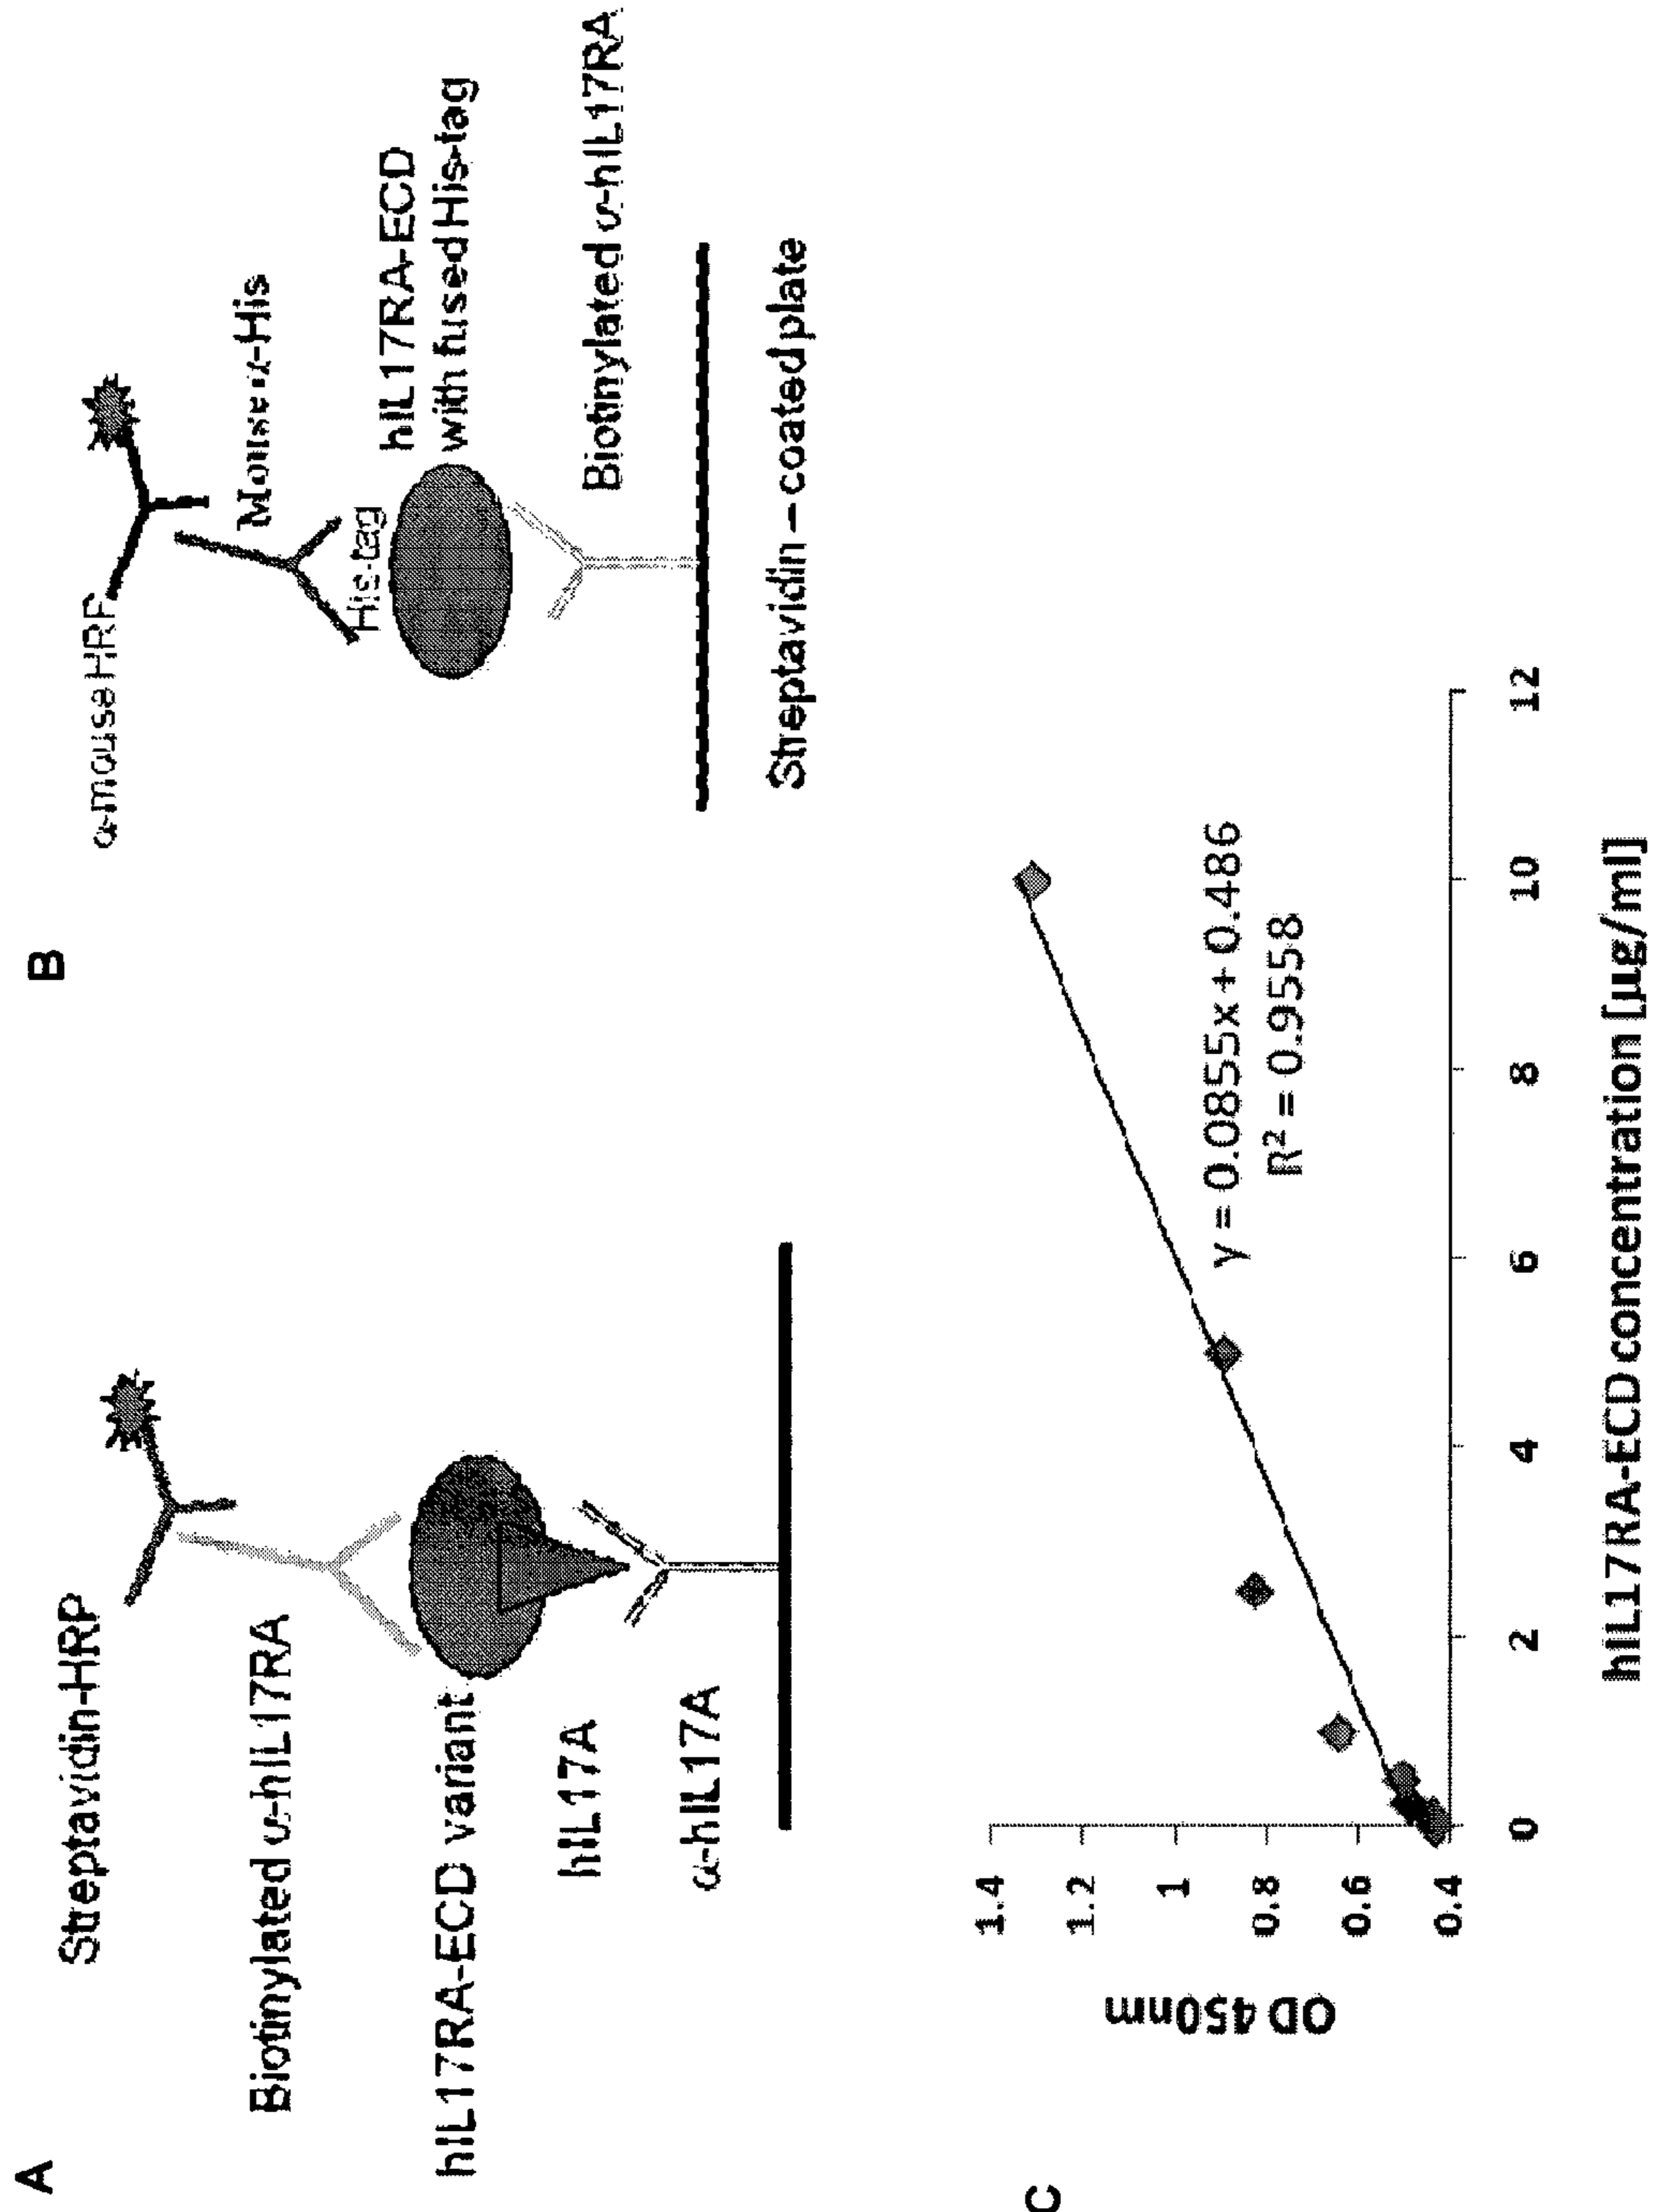 A
Streptavidin-HRP
Biotinylated α-hIL17RA
hIL17RA-ECD variant
hIL17A
α-hIL17A
B
α-mouse HRP
Mouse α-His
His-tag
hIL17RA-ECD
with fused His-tag
Biotinylated α-hIL17RA
Streptavidin – coated plate
C
OD 450nm
1.4
1.2
1
0.8
0.6
0.4
0 2 4 6 8 10 12
y = 0.0855x + 0.486
R² = 0.9558
hIL17RA-ECD concentration [µg/ml]